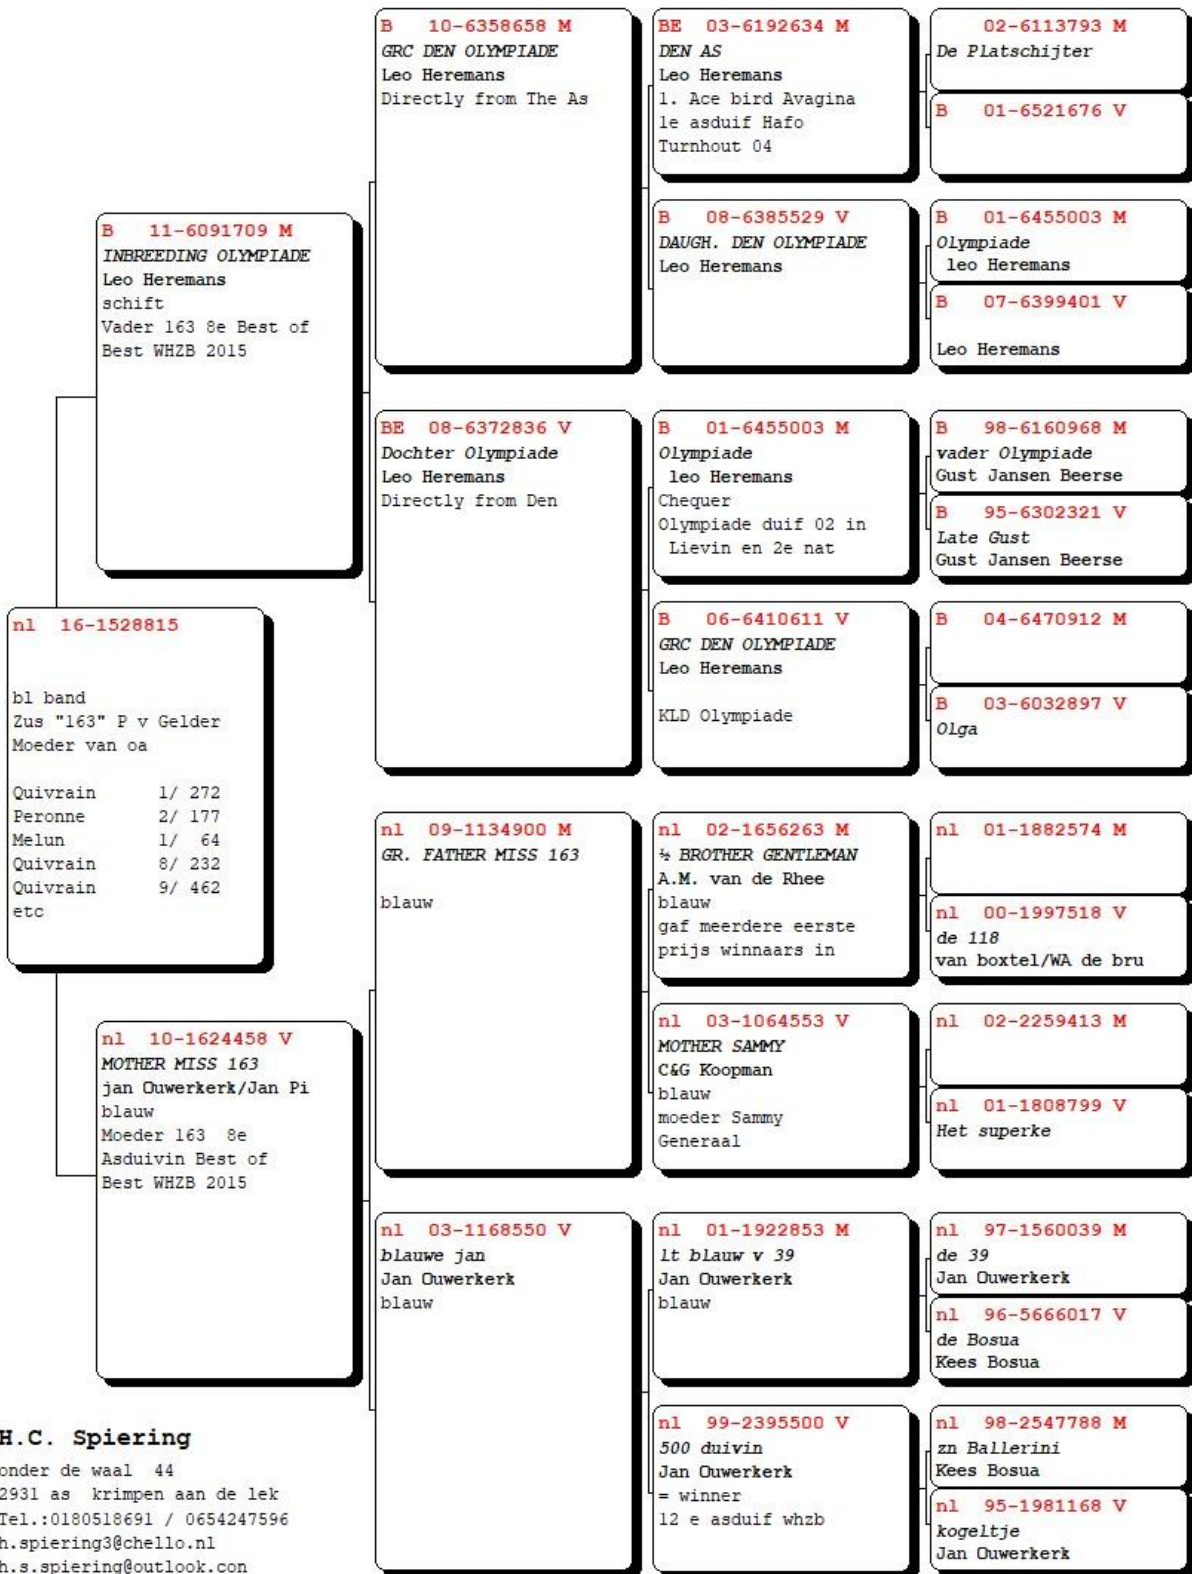 nl 16-1528815
bl band
Zus "163" P v Gelder
Moeder van oa
Quivrain 1/ 272
Peronne 2/ 177
Melun 1/ 64
Quivrain 8/ 232
Quivrain 9/ 462
etc
B 11-6091709 M
INBREEDING OLYMPIADE
Leo Heremans
schift
Vader 163 8e Best of
Best WHZB 2015
nl 10-1624458 V
MOTHER MISS 163
jan Ouwerkerk/Jan Pi
blauw
Moeder 163 8e
Asduivin Best of
Best WHZB 2015
B 10-6358658 M
GRC DEN OLYMPIADE
Leo Heremans
Directly from The As
BE 08-6372836 V
Dochter Olympiade
Leo Heremans
Directly from Den
nl 09-1134900 M
GR. FATHER MISS 163
blauw
nl 03-1168550 V
blauwe jan
Jan Ouwerkerk
blauw
BE 03-6192634 M
DEN AS
Leo Heremans
1. Ace bird Avagina
1e asduif Hafo
Turnhout 04
B 08-6385529 V
DAUGH. DEN OLYMPIADE
Leo Heremans
B 01-6455003 M
Olympiade
leo Heremans
Chequer
Olympiade duif 02 in
Lievin en 2e nat
B 06-6410611 V
GRC DEN OLYMPIADE
Leo Heremans
KLD Olympiade
nl 02-1656263 M
½ BROTHER GENTLEMAN
A.M. van de Rhee
blauw
gaf meerdere eerste
prijs winnaars in
nl 03-1064553 V
MOTHER SAMMY
C&G Koopman
blauw
moeder Sammy
Generaal
nl 01-1922853 M
lt blauw v 39
Jan Ouwerkerk
blauw
nl 99-2395500 V
500 duivin
Jan Ouwerkerk
= winner
12 e asduif whzb
02-6113793 M
De Platschijter
B 01-6521676 V
B 01-6455003 M
Olympiade
leo Heremans
B 07-6399401 V
Leo Heremans
B 98-6160968 M
vader Olympiade
Gust Jansen Beerse
B 95-6302321 V
Late Gust
Gust Jansen Beerse
B 04-6470912 M
B 03-6032897 V
Olga
nl 01-1882574 M
nl 00-1997518 V
de 118
van boxtel/WA de bru
nl 02-2259413 M
nl 01-1808799 V
Het superke
nl 97-1560039 M
de 39
Jan Ouwerkerk
nl 96-5666017 V
de Bosua
Kees Bosua
nl 98-2547788 M
zn Ballerini
Kees Bosua
nl 95-1981168 V
kogeltje
Jan Ouwerkerk
H.C. Spiering
onder de waal 44
2931 as krimpen aan de lek
Tel.:0180518691 / 0654247596
h.spiering3@chello.nl
h.s.spiering@outlook.con